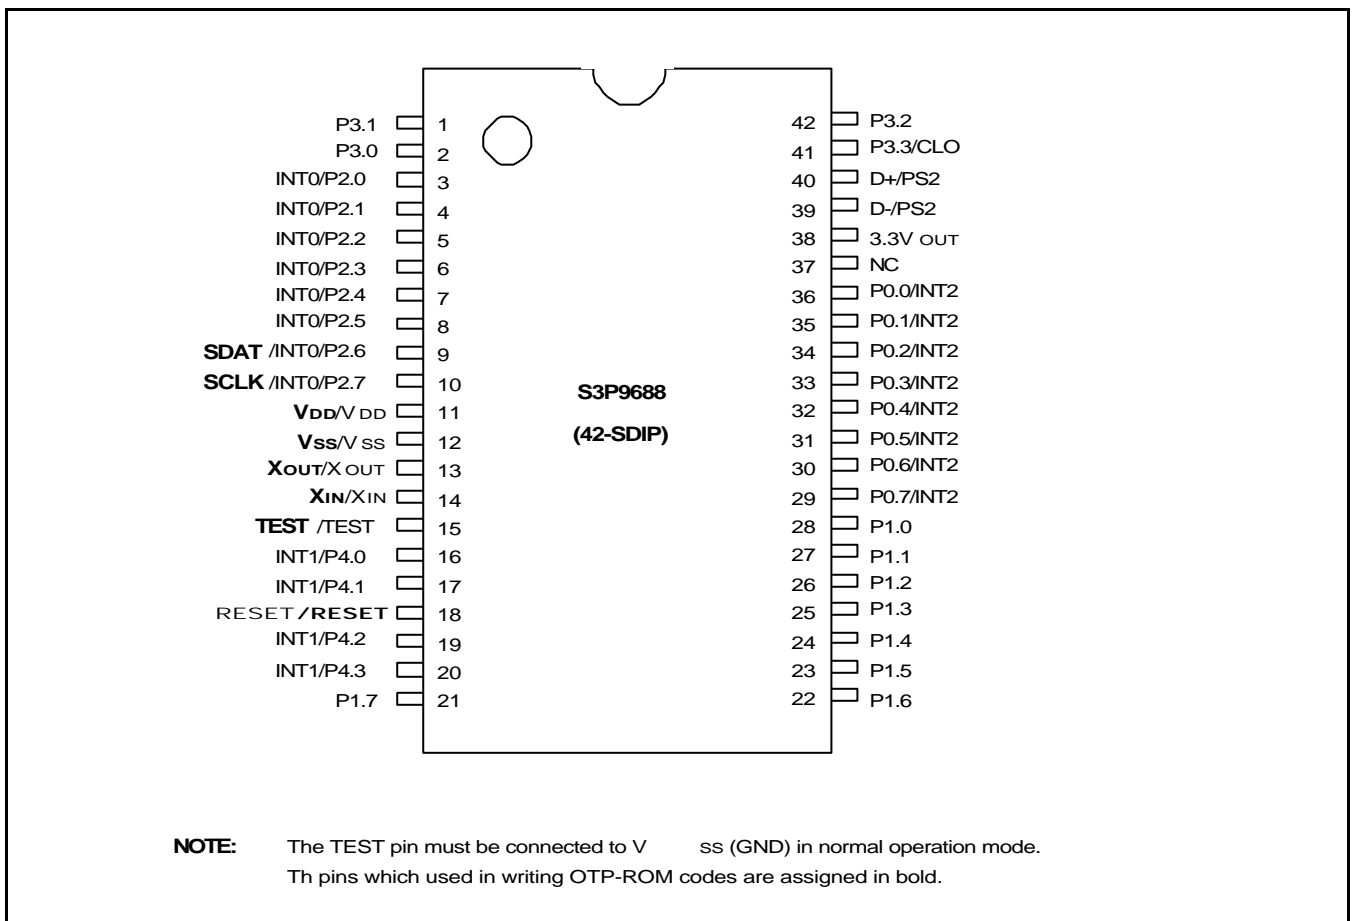 P3.1 1
P3.0 2
INT0/P2.0 3
INT0/P2.1 4
INT0/P2.2 5
INT0/P2.3 6
INT0/P2.4 7
INT0/P2.5 8
SDAT /INT0/P2.6 9
SCLK /INT0/P2.7 10
VDD/V DD 11
VSS/V SS 12
XOUT/X OUT 13
XIN/XIN 14
TEST /TEST 15
INT1/P4.0 16
INT1/P4.1 17
RESET/RESET 18
INT1/P4.2 19
INT1/P4.3 20
P1.7 21
S3P9688
(42-SDIP)
42 P3.2
41 P3.3/CLO
40 D+/PS2
39 D-/PS2
38 3.3V OUT
37 NC
36 P0.0/INT2
35 P0.1/INT2
34 P0.2/INT2
33 P0.3/INT2
32 P0.4/INT2
31 P0.5/INT2
30 P0.6/INT2
29 P0.7/INT2
28 P1.0
27 P1.1
26 P1.2
25 P1.3
24 P1.4
23 P1.5
22 P1.6
NOTE: The TEST pin must be connected to V SS (GND) in normal operation mode.
Th pins which used in writing OTP-ROM codes are assigned in bold.